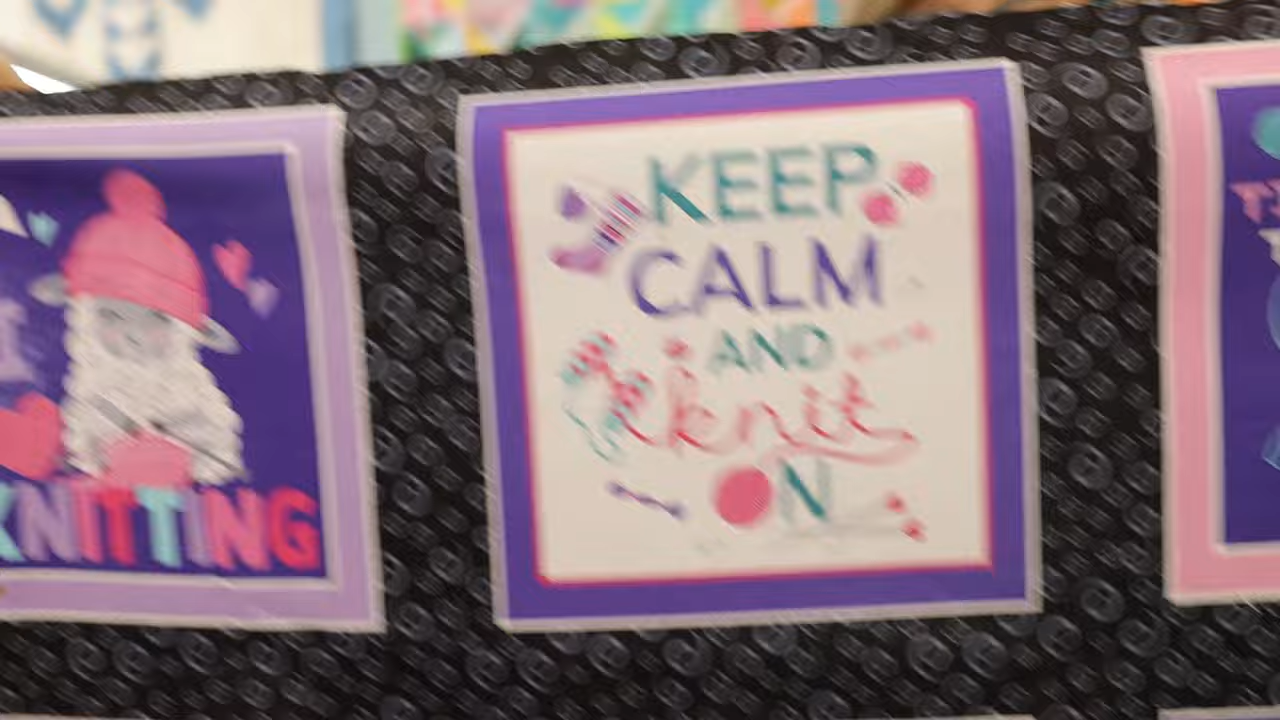 I
KNITTING
KEEP
CALM
AND
knit
ON